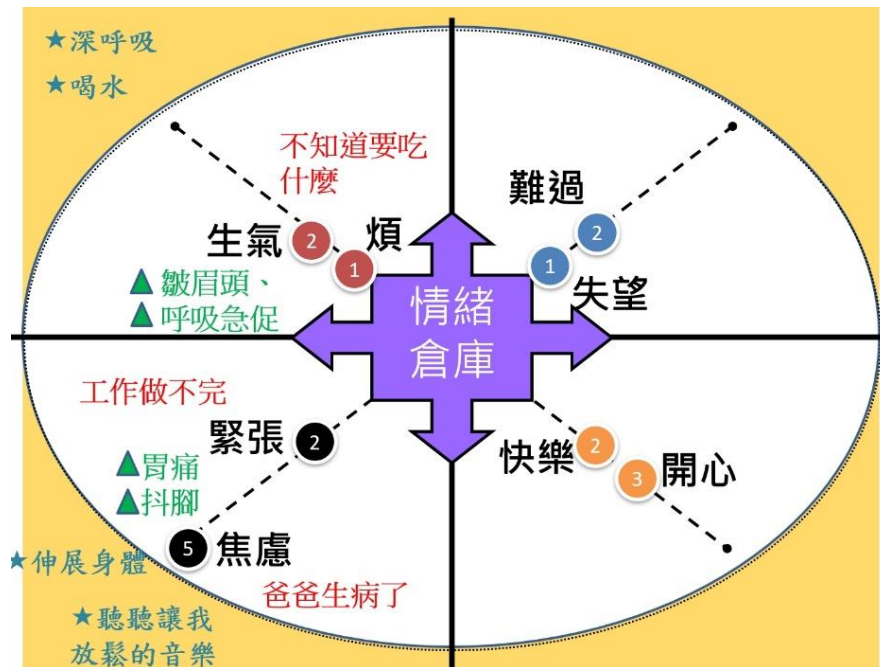 ★深呼吸
★喝水
不知道要吃
什麼
生氣
2
煩
1
▲皺眉頭、
▲呼吸急促
難過
2
1
失望
情緒
倉庫
工作做不完
緊張
2
▲胃痛
▲抖腳
5
焦慮
爸爸生病了
★伸展身體
★聽聽讓我
放鬆的音樂
快樂
2
3
開心